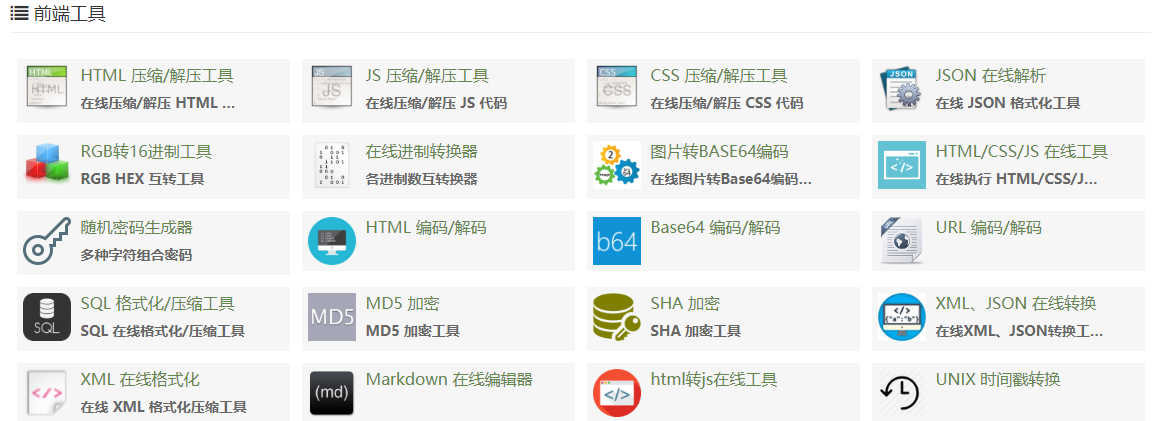 前端工具
HTML 压缩/解压工具
在线压缩/解压 HTML ...
JS 压缩/解压工具
在线压缩/解压 JS 代码
CSS 压缩/解压工具
在线压缩/解压 CSS 代码
JSON 在线解析
在线 JSON 格式化工具
RGB转16进制工具
RGB HEX 互转工具
在线进制转换器
各进制数互转换器
图片转BASE64编码
在线图片转Base64编码...
HTML/CSS/JS 在线工具
在线执行 HTML/CSS/J...
随机密码生成器
多种字符组合密码
HTML 编码/解码
b64
Base64 编码/解码
URL 编码/解码
SQL
SQL 格式化/压缩工具
SQL 在线格式化/压缩工具
MD5
MD5 加密
MD5 加密工具
SHA 加密
SHA 加密工具
XML、JSON 在线转换
在线XML、JSON转换工...
XML 在线格式化
在线 XML 格式化压缩工具
(md)
Markdown 在线编辑器
html转js在线工具
UNIX 时间戳转换